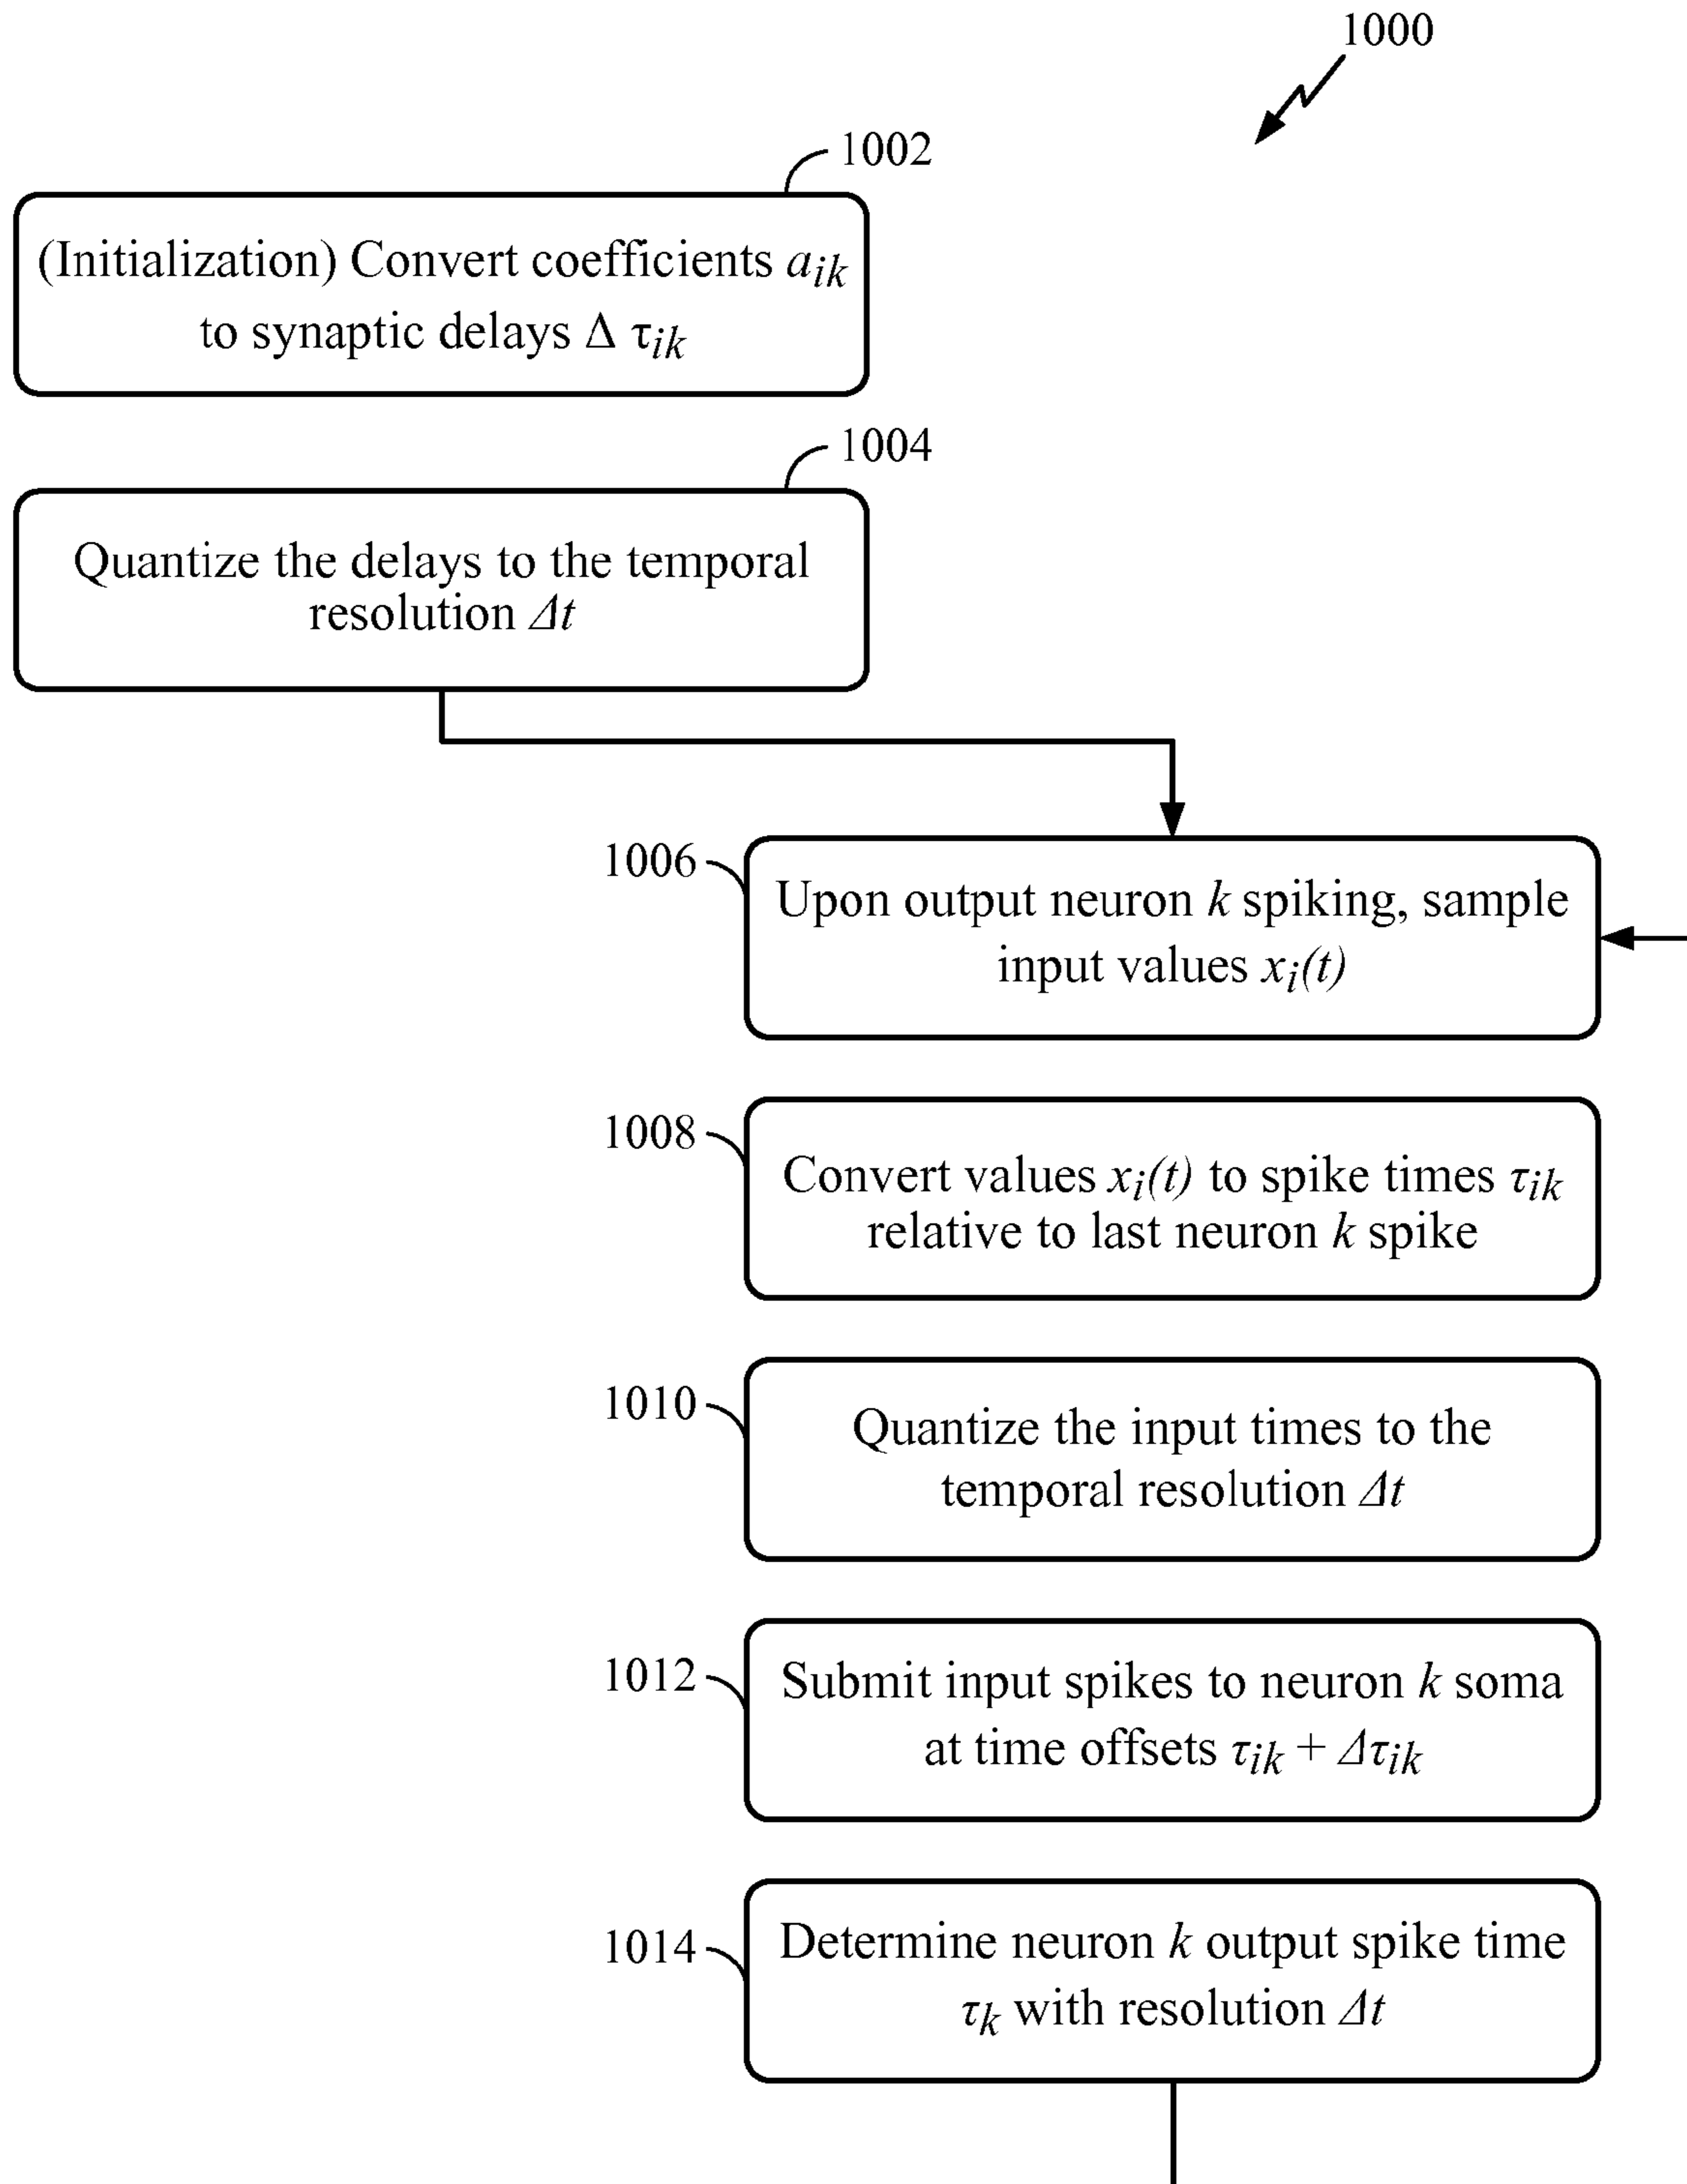 1000
1002
(Initialization) Convert coefficients aik
to synaptic delays Δ τik
1004
Quantize the delays to the temporal
resolution Δt
1006
Upon output neuron k spiking, sample
input values xi(t)
1008
Convert values xi(t) to spike times τik
relative to last neuron k spike
1010
Quantize the input times to the
temporal resolution Δt
1012
Submit input spikes to neuron k soma
at time offsets τik + Δτik
1014
Determine neuron k output spike time
τk with resolution Δt